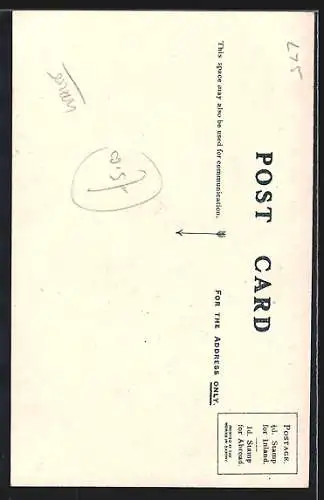 POST CARD
This space may also be used for communication.
FOR THE ADDRESS ONLY.
POSTAGE.
½d. Stamp
for Inland.
1d. Stamp
for Abroad.
£75